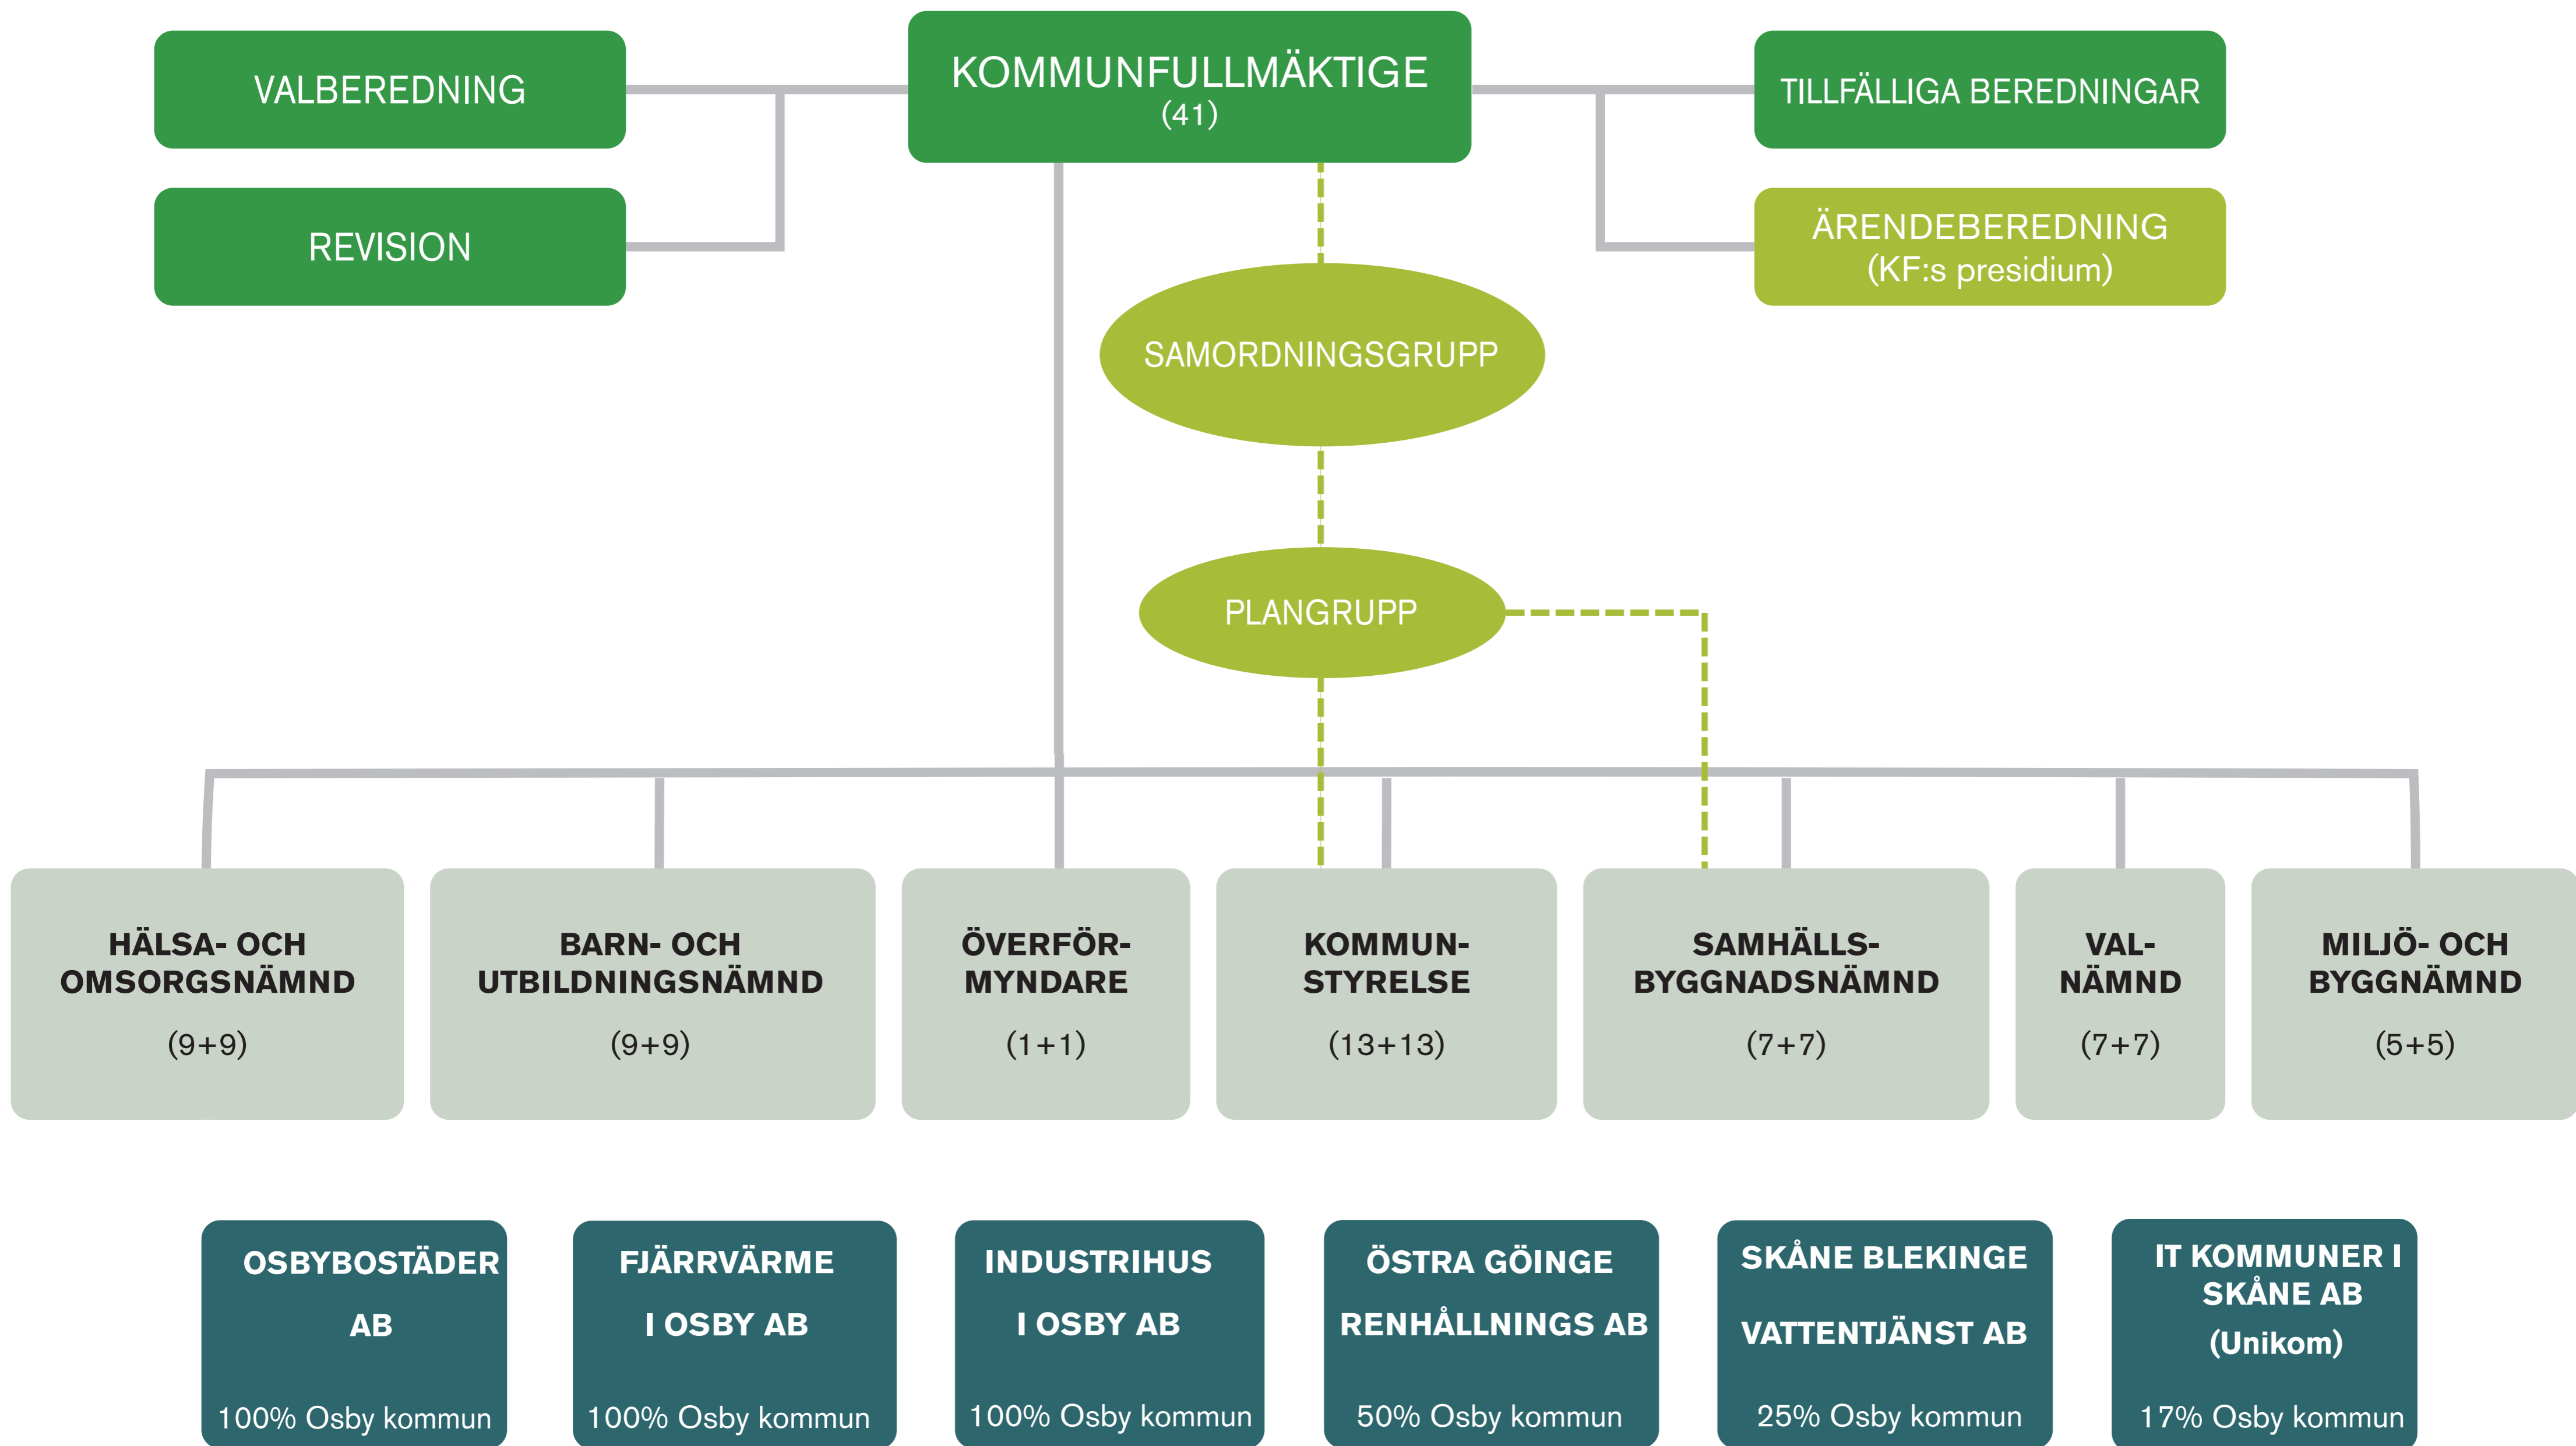 VALBEREDNING
KOMMUNFULLMÄKTIGE
(41)
TILLFÄLLIGA BEREDNINGAR
REVISION
ÄRENDEBEREDNING
(KF:s presidium)
SAMORDNINGSGRUPP
PLANGRUPP
HÄLSA- OCH
OMSORGSNÄMND
(9+9)
BARN- OCH
UTBILDNINGSNÄMND
(9+9)
ÖVERFÖR-
MYNDARE
(1+1)
KOMMUN-
STYRELSE
(13+13)
SAMHÄLLS-
BYGGNADSNÄMND
(7+7)
VAL-
NÄMND
(7+7)
MILJÖ- OCH
BYGGNÄMND
(5+5)
OSBYBOSTÄDER
AB
100% Osby kommun
FJÄRRVÄRME
I OSBY AB
100% Osby kommun
INDUSTRIHUS
I OSBY AB
100% Osby kommun
ÖSTRA GÖINGE
RENHÅLLNINGS AB
50% Osby kommun
SKÅNE BLEKINGE
VATTENTJÄNST AB
25% Osby kommun
IT KOMMUNER I
SKÅNE AB
(Unikom)
17% Osby kommun